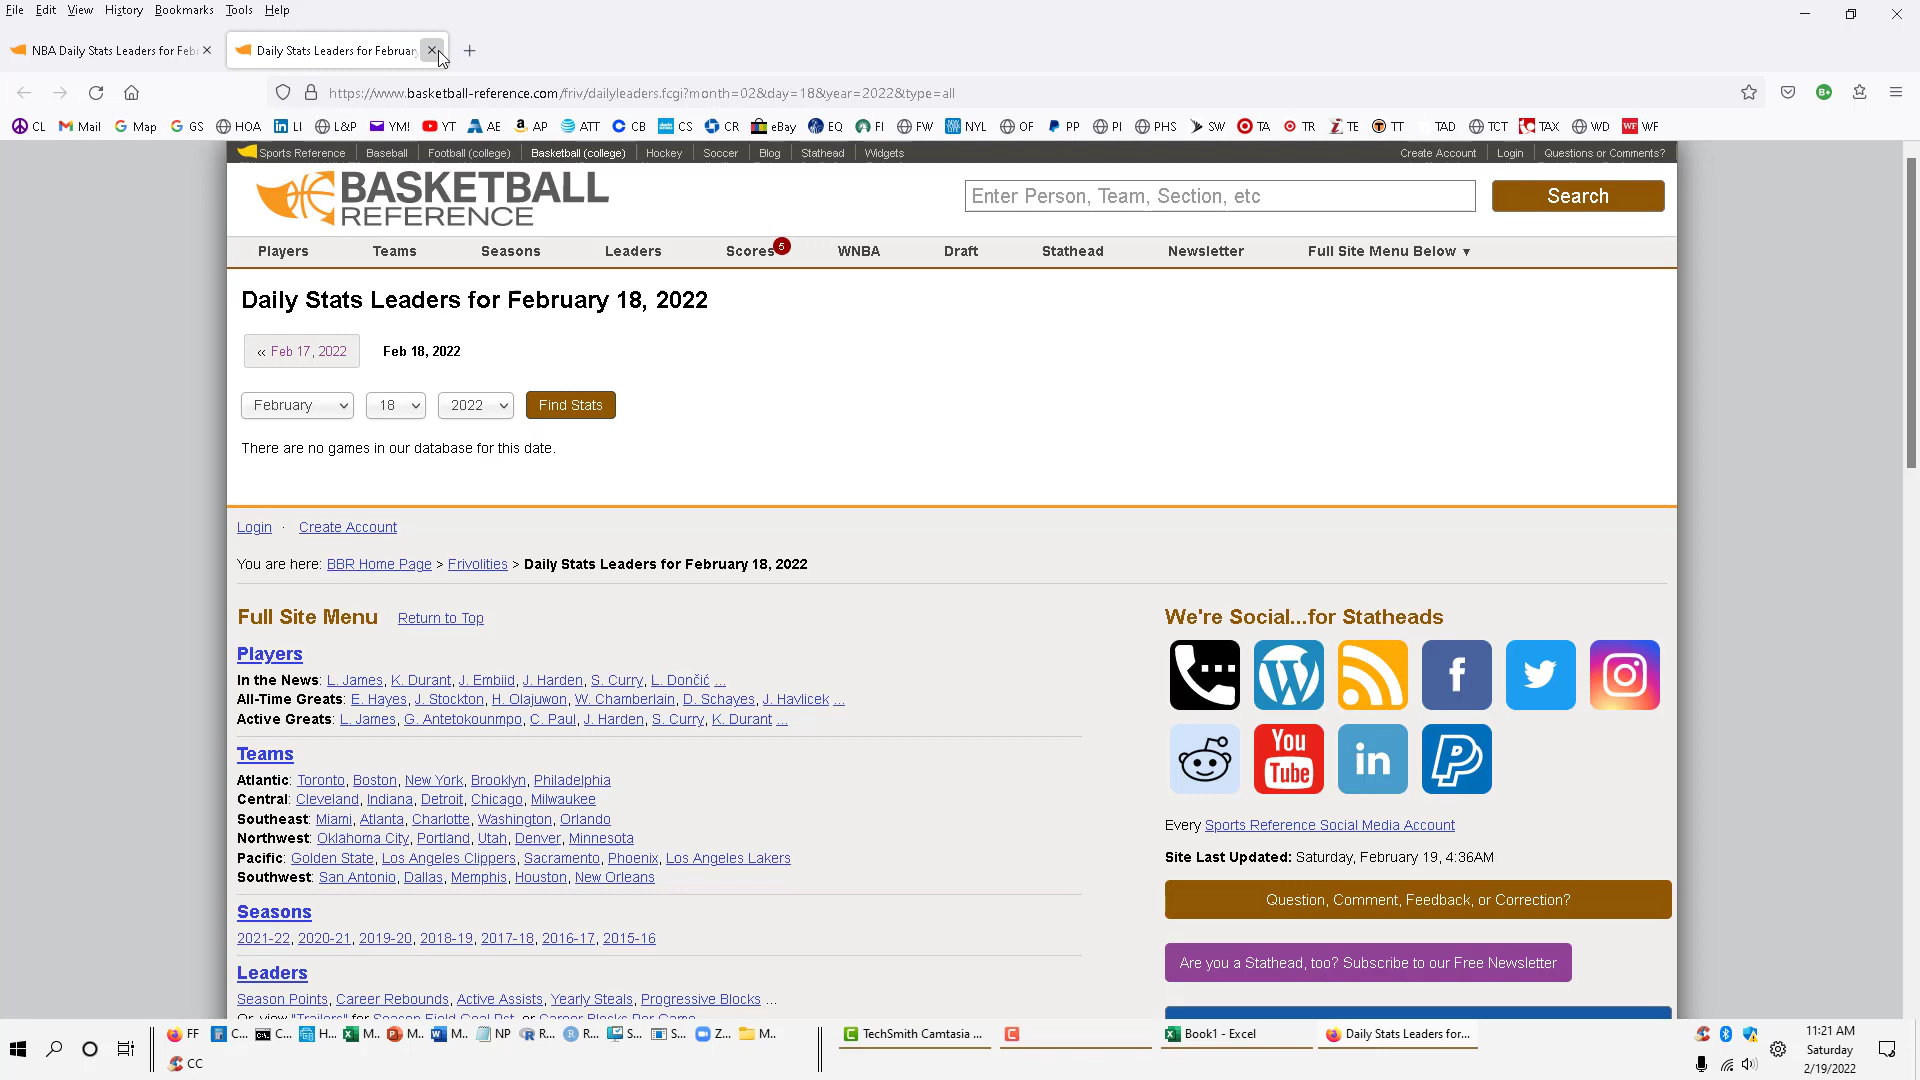 File Edit View History Bookmarks Tools Help
NBA Daily Stats Leaders for Feb
Daily Stats Leaders for Februar
https://www.basketball-reference.com/friv/dailyleaders.fcgi?month=02&day=18&year=2022&type=all
CL Mail Map GS HOA LI L&P YM! YT AE AP ATT CB CS CR eBay EQ FI FW NYL OF PP PI PHS SW TA TR TE TT TAD TCT TAX WD WF
Sports Reference Baseball Football (college) Basketball (college) Hockey Soccer Blog Stathead Widgets Create Account Login Questions or Comments?
BASKETBALL
REFERENCE
Enter Person, Team, Section, etc Search
Players Teams Seasons Leaders Scores 5 WNBA Draft Stathead Newsletter Full Site Menu Below ▼
Daily Stats Leaders for February 18, 2022
« Feb 17, 2022 Feb 18, 2022
February 18 2022 Find Stats
There are no games in our database for this date.
Login · Create Account
You are here: BBR Home Page > Frivolities > Daily Stats Leaders for February 18, 2022
Full Site Menu Return to Top
Players
In the News: L. James, K. Durant, J. Embiid, J. Harden, S. Curry, L. Dončić ...
All-Time Greats: E. Hayes, J. Stockton, H. Olajuwon, W. Chamberlain, D. Schayes, J. Havlicek ...
Active Greats: L. James, G. Antetokounmpo, C. Paul, J. Harden, S. Curry, K. Durant ...
Teams
Atlantic: Toronto, Boston, New York, Brooklyn, Philadelphia
Central: Cleveland, Indiana, Detroit, Chicago, Milwaukee
Southeast: Miami, Atlanta, Charlotte, Washington, Orlando
Northwest: Oklahoma City, Portland, Utah, Denver, Minnesota
Pacific: Golden State, Los Angeles Clippers, Sacramento, Phoenix, Los Angeles Lakers
Southwest: San Antonio, Dallas, Memphis, Houston, New Orleans
Seasons
2021-22, 2020-21, 2019-20, 2018-19, 2017-18, 2016-17, 2015-16
Leaders
Season Points, Career Rebounds, Active Assists, Yearly Steals, Progressive Blocks ...
Or, view "Trailers" for Season Field Goal Pct. or Career Blocks Per Game
We're Social...for Statheads
You
Tube
in
Every Sports Reference Social Media Account
Site Last Updated: Saturday, February 19, 4:36AM
Question, Comment, Feedback, or Correction?
Are you a Stathead, too? Subscribe to our Free Newsletter
FF C... C... H... M.. M.. M.. NP R... R... S... S... Z... M...
CC
TechSmith Camtasia ...
Book1 - Excel
Daily Stats Leaders for...
11:21 AM
Saturday
2/19/2022